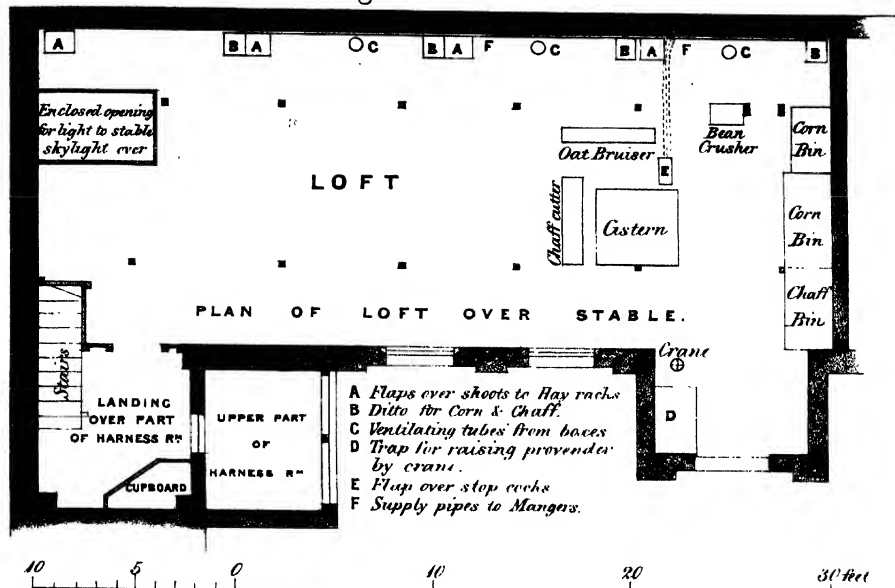 A B A C B A F C B A F C B
Enclosed opening
for light to stable
skylight over
Oat Bruiser
Bean
Crusher
Corn
Bin
E
LOFT
Chaff cutter
Cistern
Corn
Bin
Chaff
Bin
PLAN OF LOFT OVER STABLE.
Stairs
Crane
LANDING
OVER PART
OF HARNESS RM
UPPER PART
OF
HARNESS RM
CUPBOARD
D
A Flaps over shoots to Hay racks
B Ditto for Corn & Chaff.
C Ventilating tubes from boxes
D Trap for raising provender
by crane.
E Flap over stop cocks
F Supply pipes to Mangers.
10 5 0 10 20 30 feet